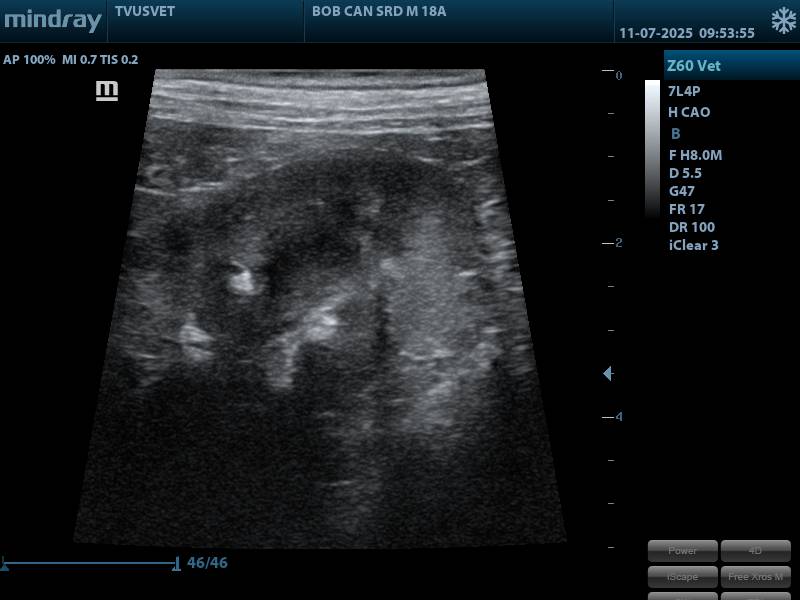 mindray
TVUSVET
BOB CAN SRD M 18A
11-07-2025 09:53:55
AP 100% MI 0.7 TIS 0.2
m
0
2
4
Z60 Vet
7L4P
H CAO
B
F H8.0M
D 5.5
G47
FR 17
DR 100
iClear 3
46/46
Power
4D
iScape
Free Xros M